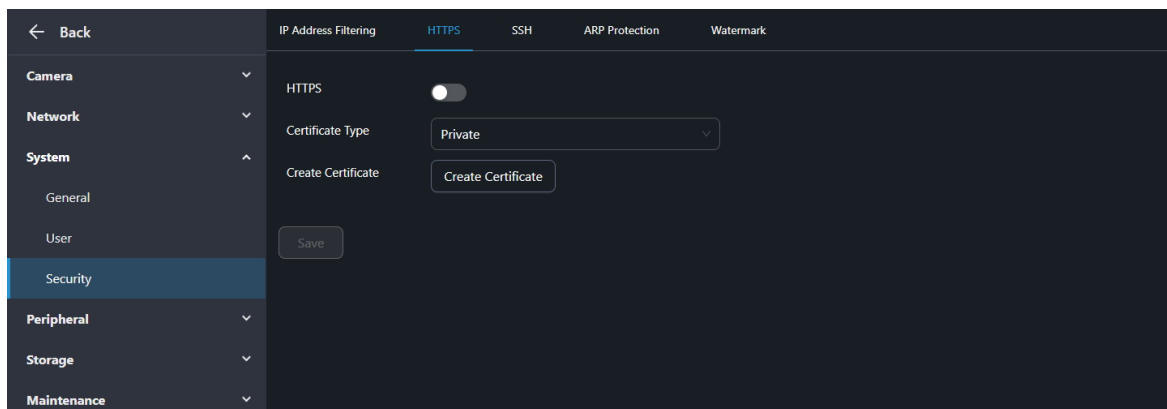 Back
Camera
Network
System
General
User
Security
Peripheral
Storage
Maintenance
IP Address Filtering HTTPS SSH ARP Protection Watermark
HTTPS
Certificate Type Private
Create Certificate Create Certificate
Save